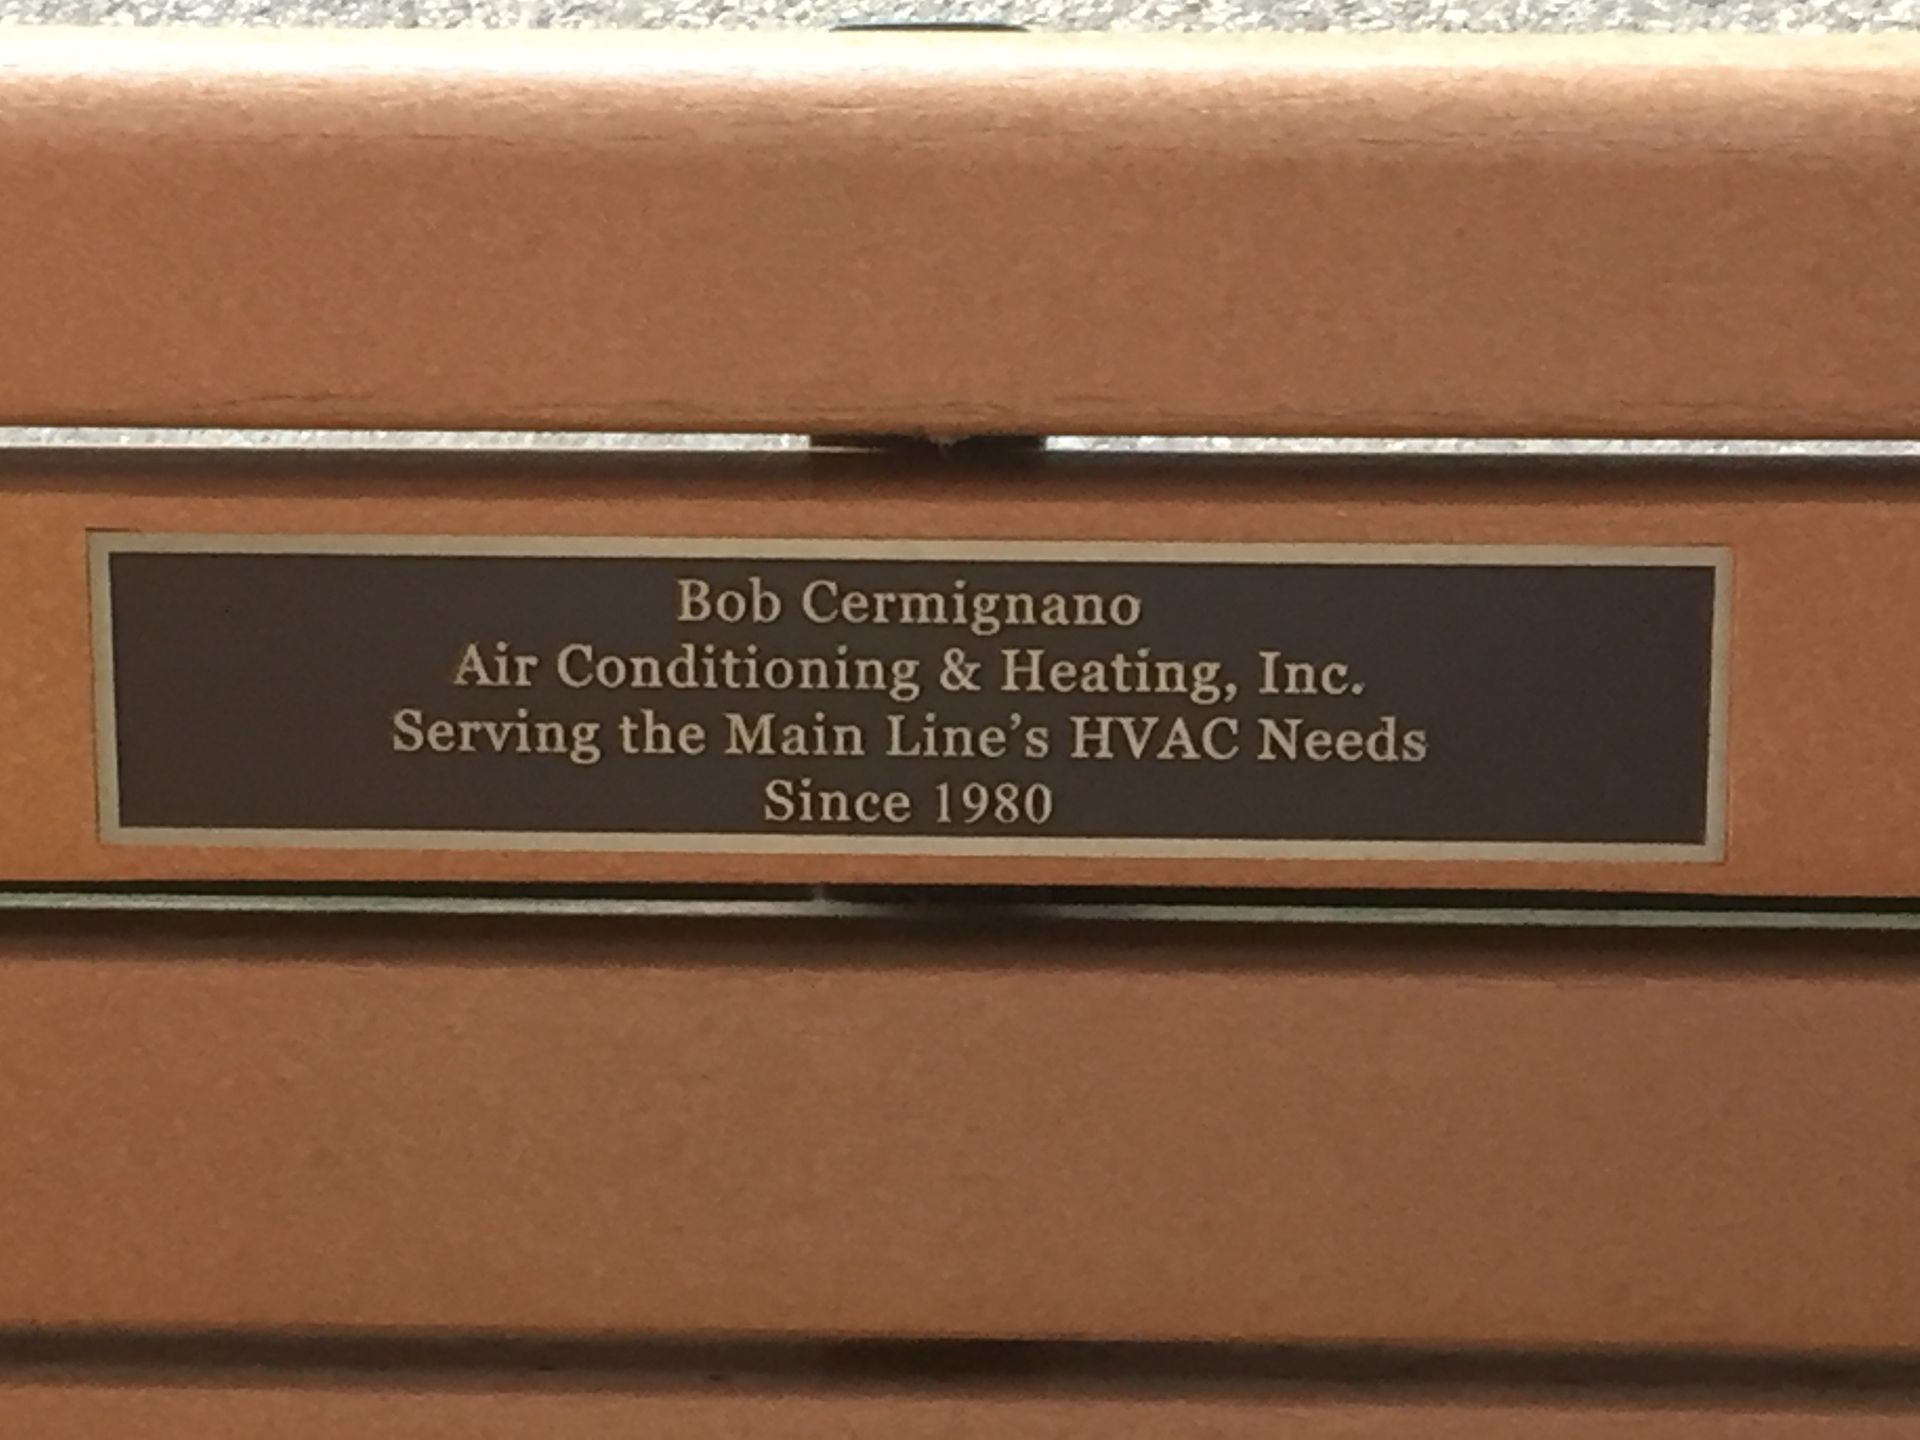 Bob Cermignano
Air Conditioning & Heating, Inc.
Serving the Main Line’s HVAC Needs
Since 1980